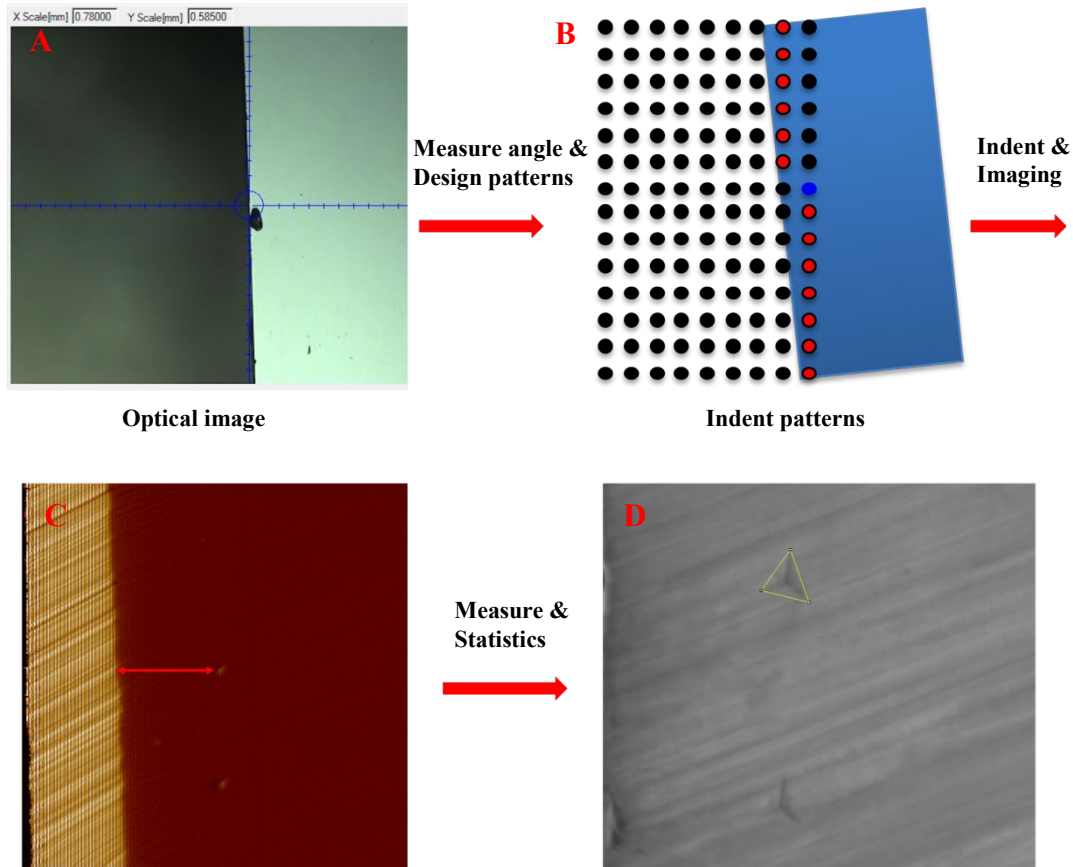 X Scale[mm] 0.78000 Y Scale[mm] 0.58500
A
B
Measure angle &
Design patterns
Indent &
Imaging
Optical image
Indent patterns
C
D
Measure &
Statistics